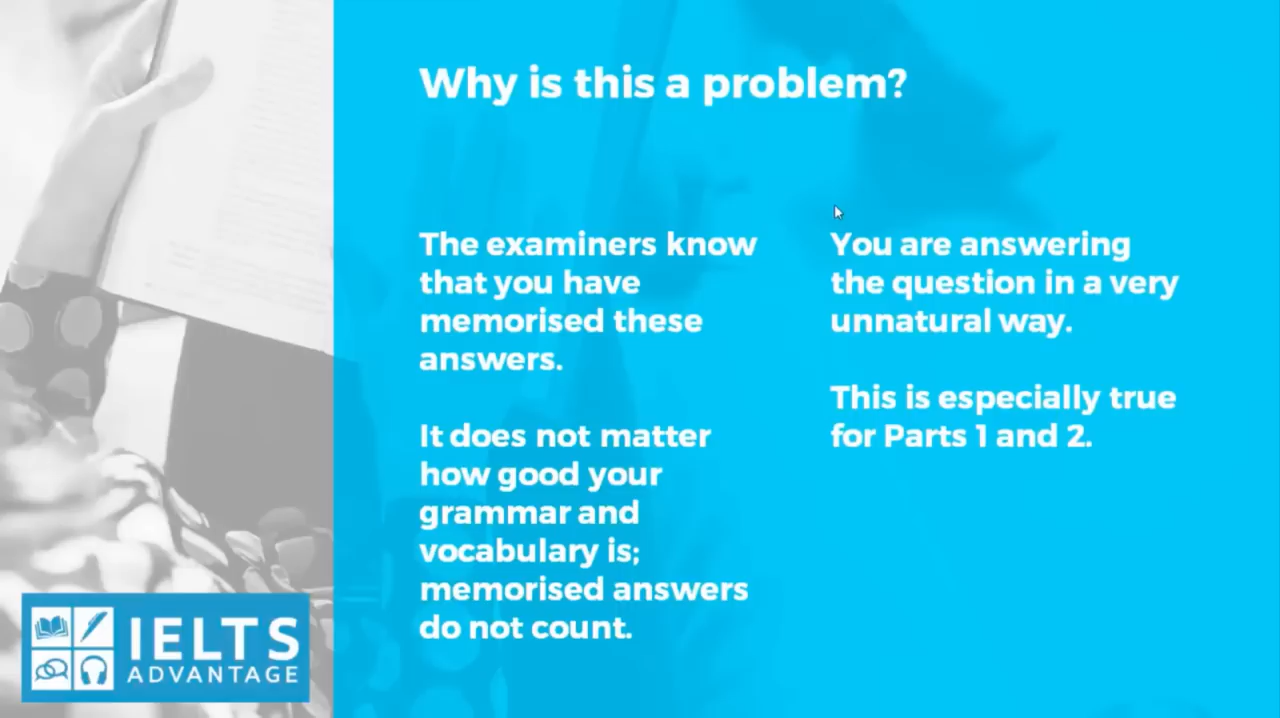 Why is this a problem?
The examiners know
that you have
memorised these
answers.
It does not matter
how good your
grammar and
vocabulary is;
memorised answers
do not count.
You are answering
the question in a very
unnatural way.
This is especially true
for Parts 1 and 2.
IELTS
ADVANTAGE